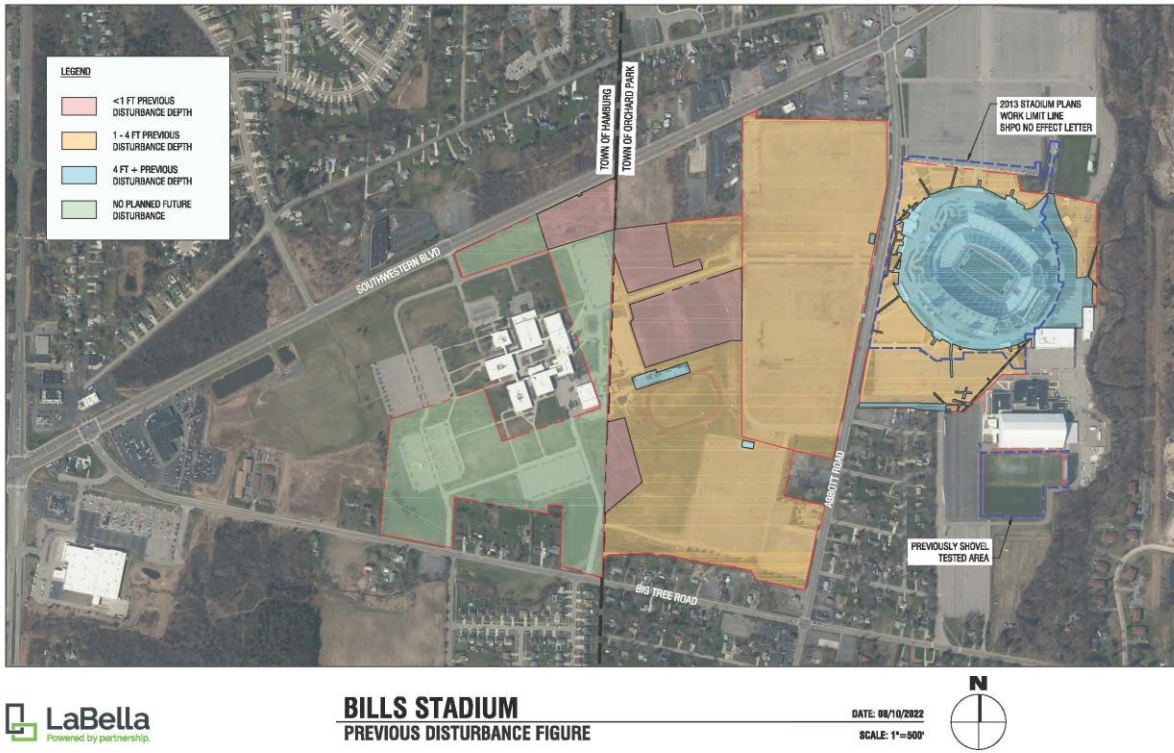 LEGEND
<1 FT PREVIOUS
DISTURBANCE DEPTH
1 - 4 FT PREVIOUS
DISTURBANCE DEPTH
4 FT + PREVIOUS
DISTURBANCE DEPTH
NO PLANNED FUTURE
DISTURBANCE
TOWN OF HAMBURG
TOWN OF ORCHARD PARK
2013 STADIUM PLANS
WORK LIMIT LINE
SHPO NO EFFECT LETTER
SOUTHWESTERN BLVD
ABBOTT ROAD
PREVIOUSLY SHOVEL
TESTED AREA
BIG TREE ROAD
LaBella
Powered by partnership.
BILLS STADIUM
PREVIOUS DISTURBANCE FIGURE
DATE: 08/10/2022
SCALE: 1"=500'
N